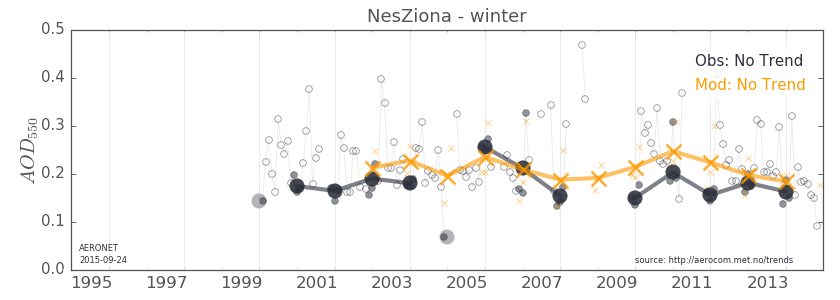 NesZiona - winter
0.5
0.4
0.3
0.2
0.1
0.0
AOD550
Obs: No Trend
Mod: No Trend
AERONET
2015-09-24
source: http://aerocom.met.no/trends
1995 1997 1999 2001 2003 2005 2007 2009 2011 2013